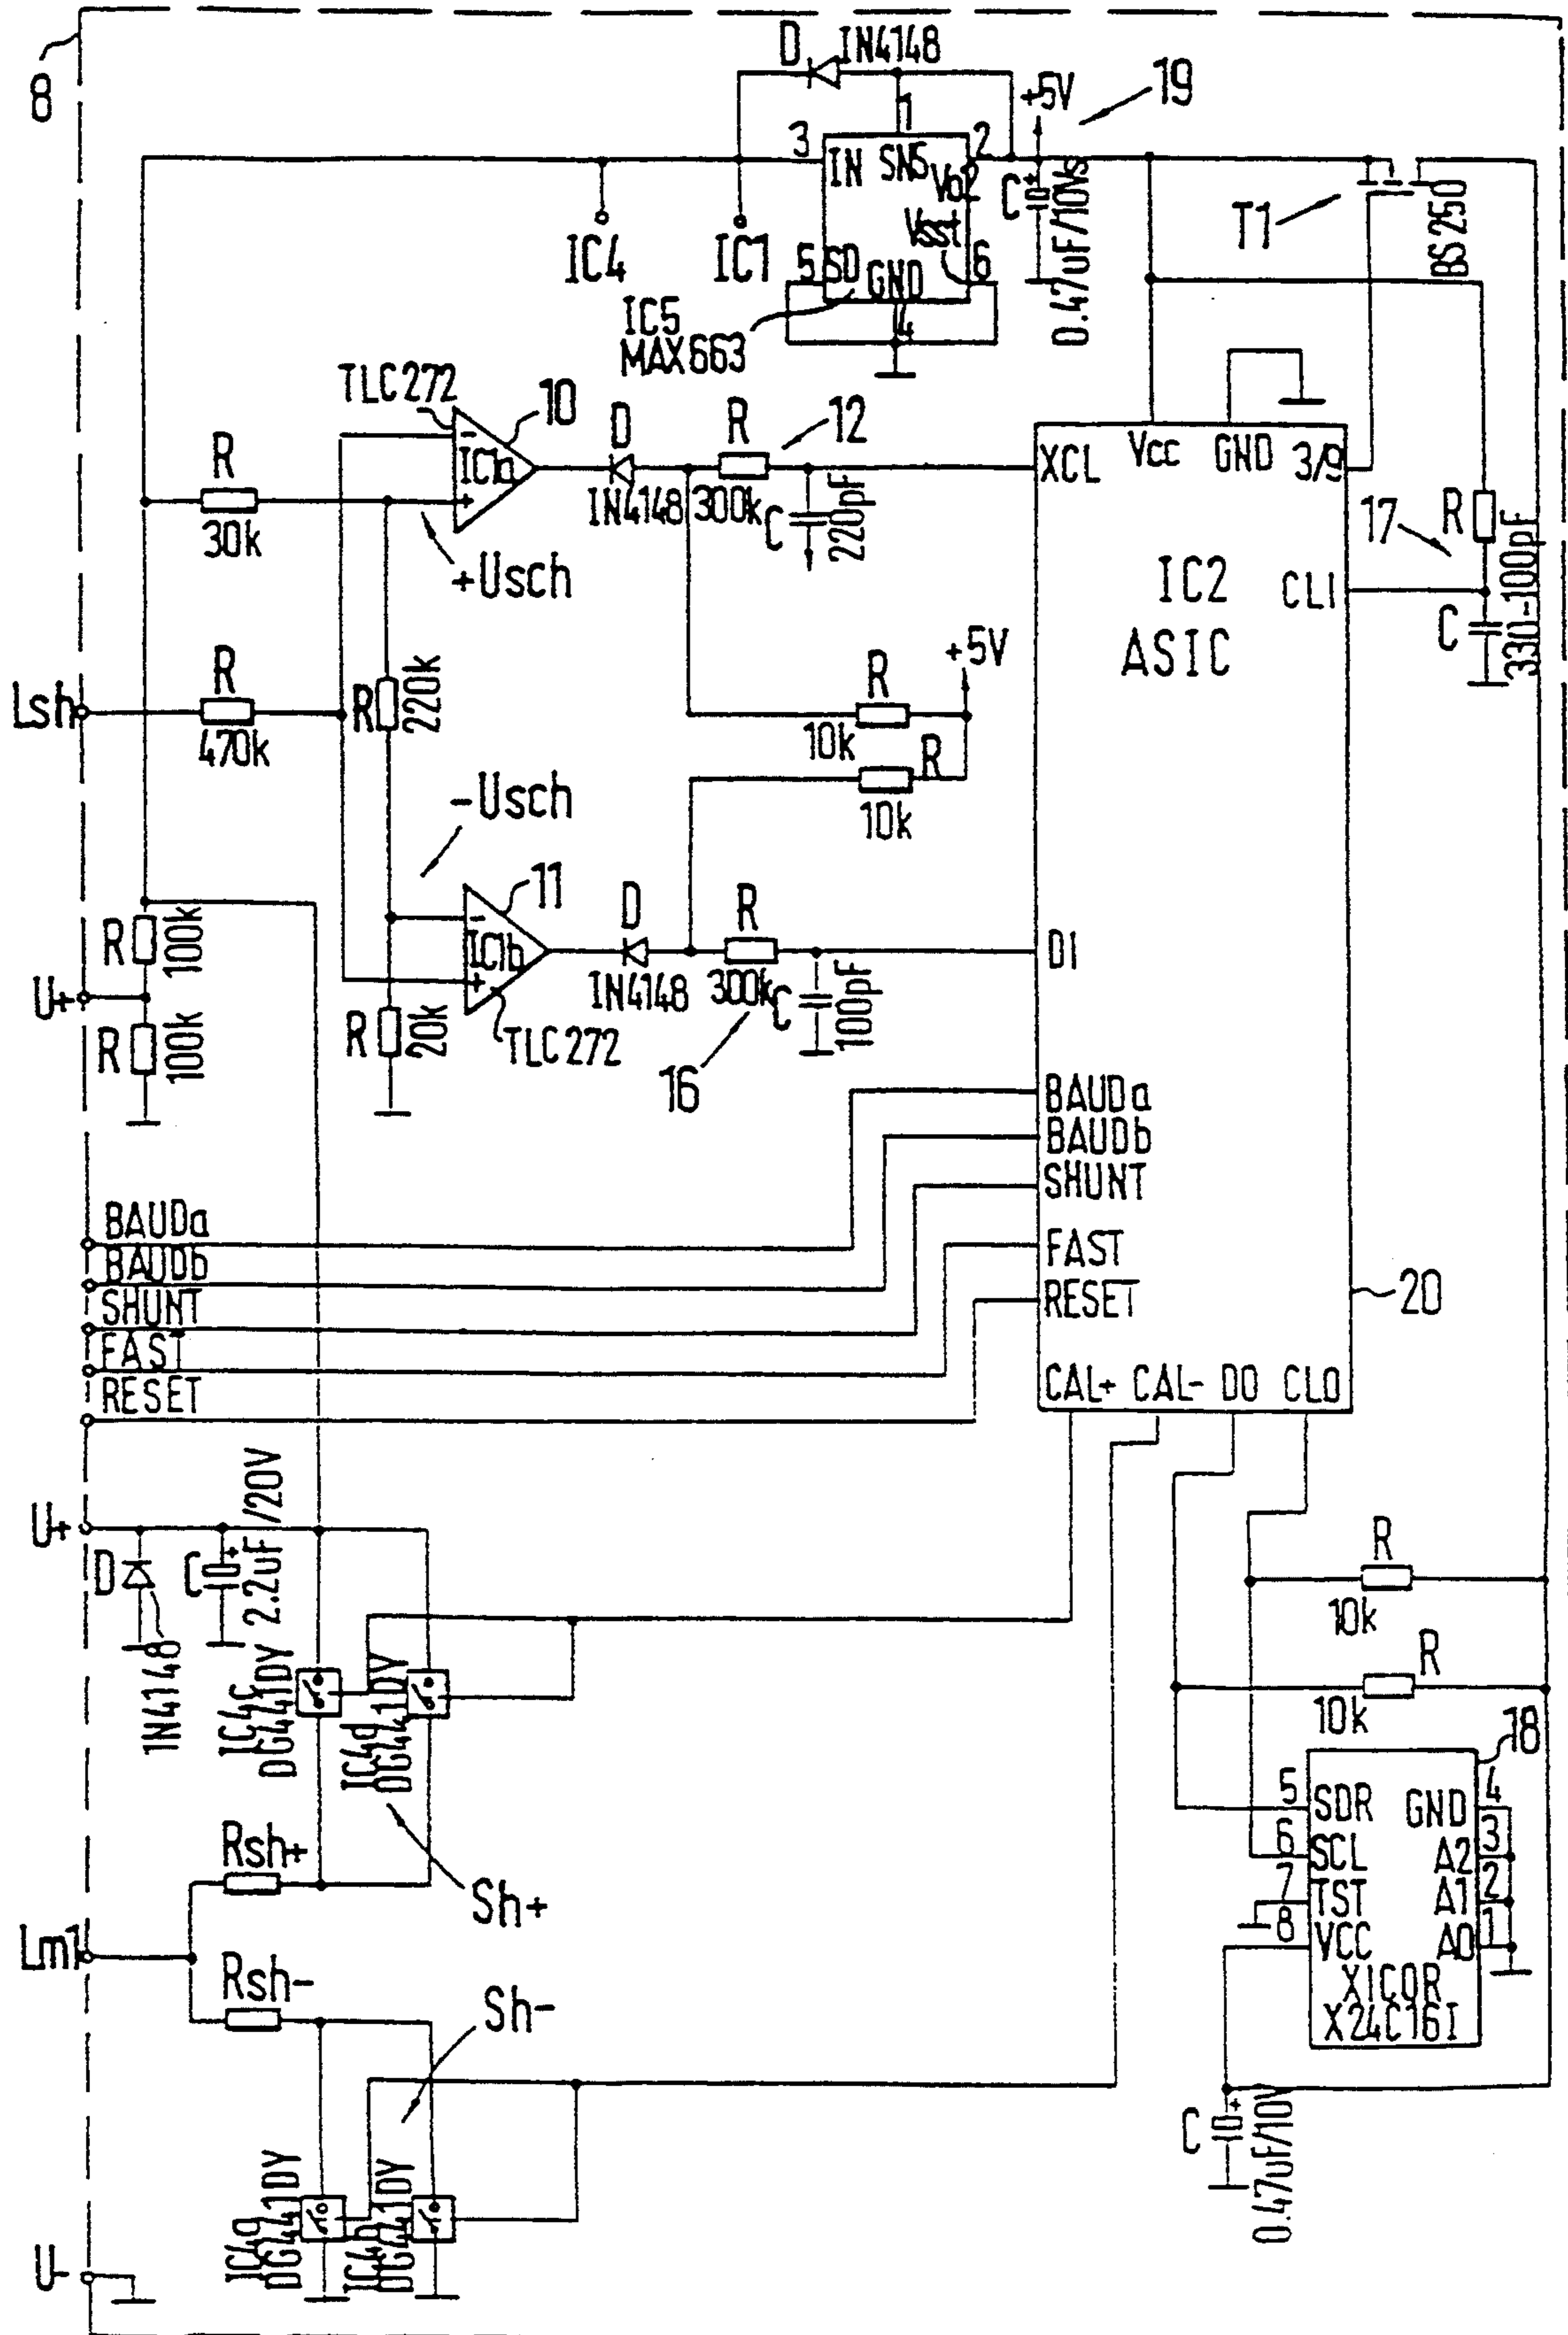 8
D IN4148
+5V
19
3 1 2
IN SNS Vo2
C 0.47uF/10Vs
IC4 IC1
Vsst
5 SD GND 6
4
IC5
MAX663
T1
BS250
TLC272
10
12
R
IC1a
- +
D
R
IN4148 300k
C 220pF
XCL Vcc GND 3/9
30k
+Usch
17
R
CLI
C 330-100pF
IC2
ASIC
Lsh
R
470k
R 220k
+5V
R
10k
R
10k
-Usch
11
D
R
IC1b
- +
IN4148 300k
C 100pF
DI
R 100k
U+
R 100k
R 20k
TLC272
16
BAUDa
BAUDb
SHUNT
FAST
RESET
20
BAUDa
BAUDb
SHUNT
FAST
RESET
CAL+ CAL- DO CLO
U+
D
1N4148
C 2.2uF/20V
R
10k
R
10k
IC4c
DG441DY
IC4d
DG441DY
18
5 SDR GND 4
6 SCL A2 3
7 TST A1 2
8 VCC A0 1
XICOR
X24C16I
Rsh+
Sh+
Lm1
Rsh-
Sh-
C 0.47uF/10V
DG441DY
DG441DY
U-